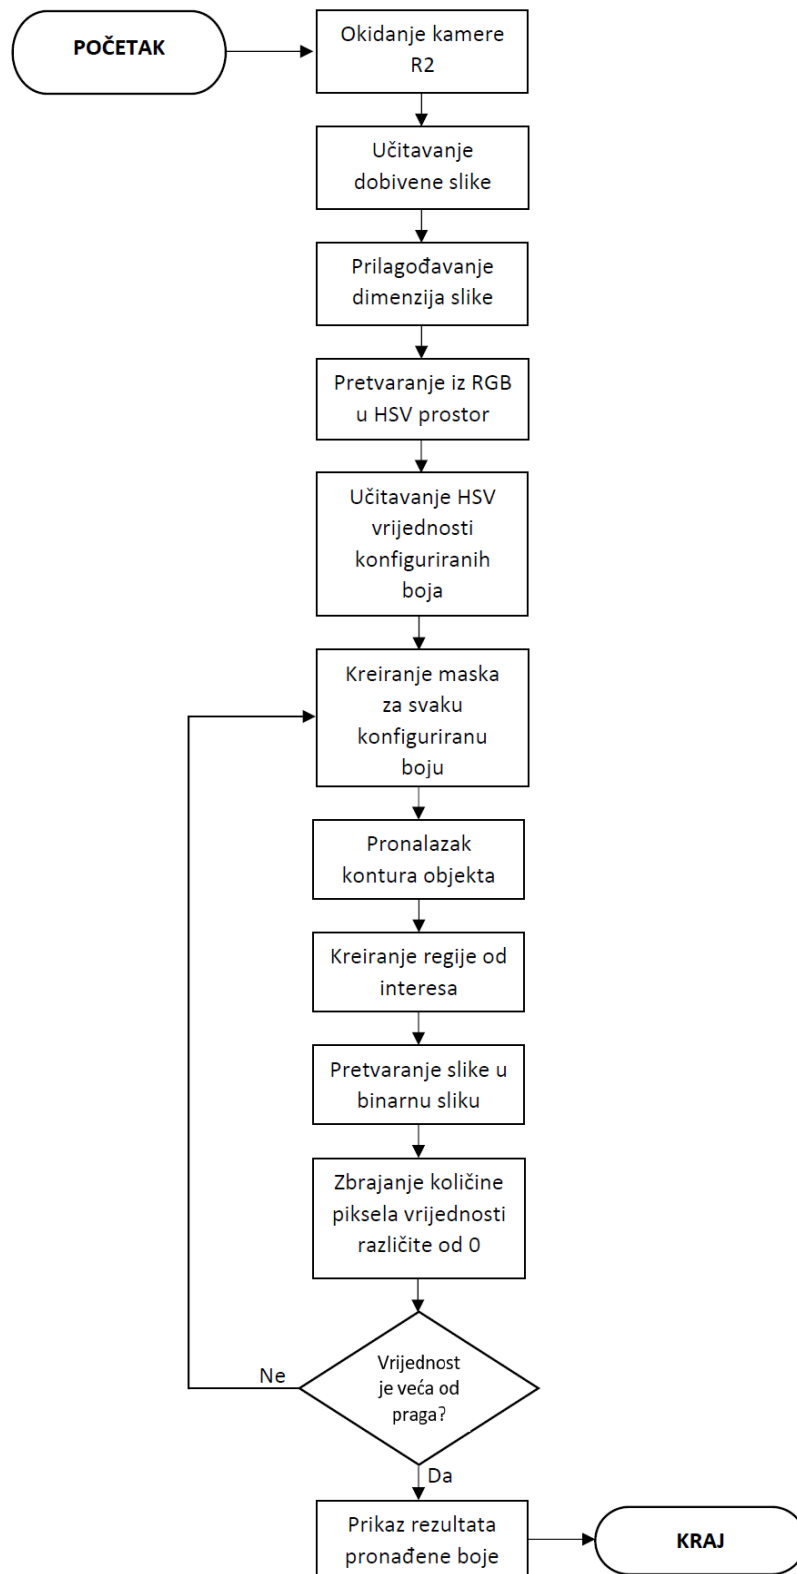 POČETAK
Okidanje kamere
R2
Učitavanje
dobivene slike
Prilagođavanje
dimenzija slike
Pretvaranje iz RGB
u HSV prostor
Učitavanje HSV
vrijednosti
konfiguriranih
boja
Kreiranje maska
za svaku
konfiguranu
boju
Pronalazak
kontura objekta
Kreiranje regije od
interesa
Pretvaranje slike u
binarnu sliku
Zbrajanje količine
piksela vrijednosti
različite od 0
Vrijednost
je veća od
praga?
Ne
Da
Prikaz rezultata
pronađene boje
KRAJ